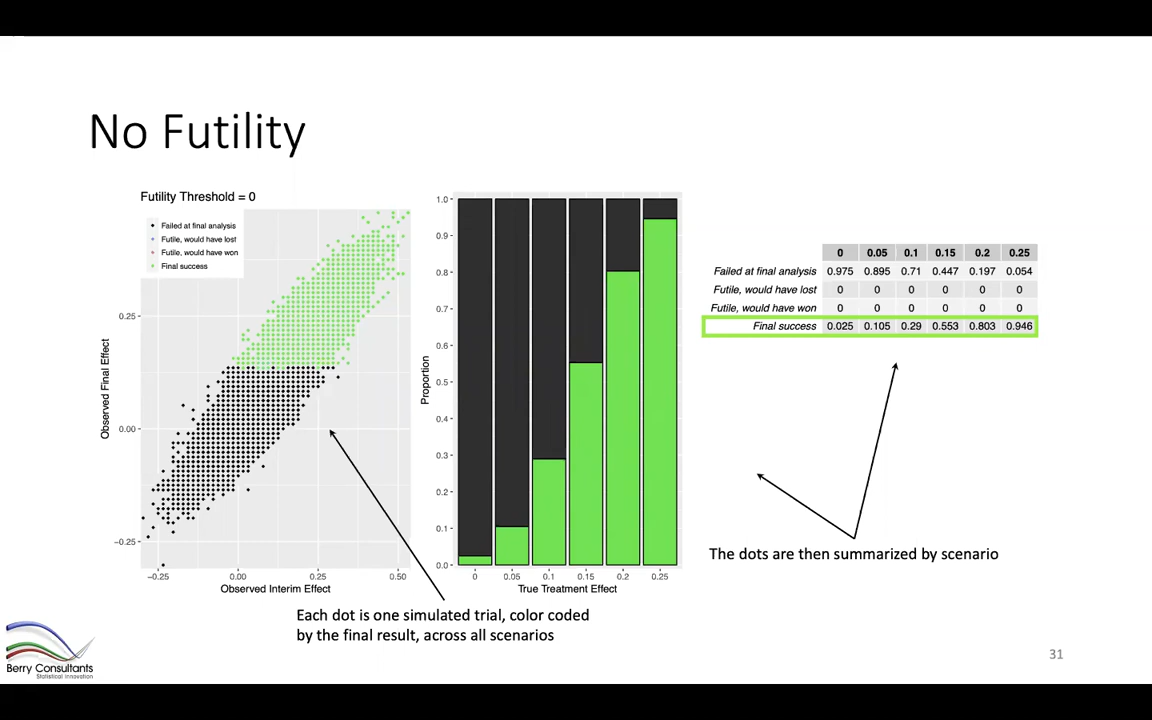 No Futility
Futility Threshold = 0
Failed at final analysis
Futile, would have lost
Futile, would have won
Final success
Observed Final Effect
0.25
0.00
−0.25
−0.25 0.00 0.25 0.50
Observed Interim Effect
Proportion
1.0
0.9
0.8
0.7
0.6
0.5
0.4
0.3
0.2
0.1
0.0
0 0.05 0.1 0.15 0.2 0.25
True Treatment Effect
0 0.05 0.1 0.15 0.2 0.25
Failed at final analysis 0.975 0.895 0.71 0.447 0.197 0.054
Futile, would have lost 0 0 0 0 0 0
Futile, would have won 0 0 0 0 0 0
Final success 0.025 0.105 0.29 0.553 0.803 0.946
The dots are then summarized by scenario
Each dot is one simulated trial, color coded
by the final result, across all scenarios
Berry Consultants
Statistical Innovation
31